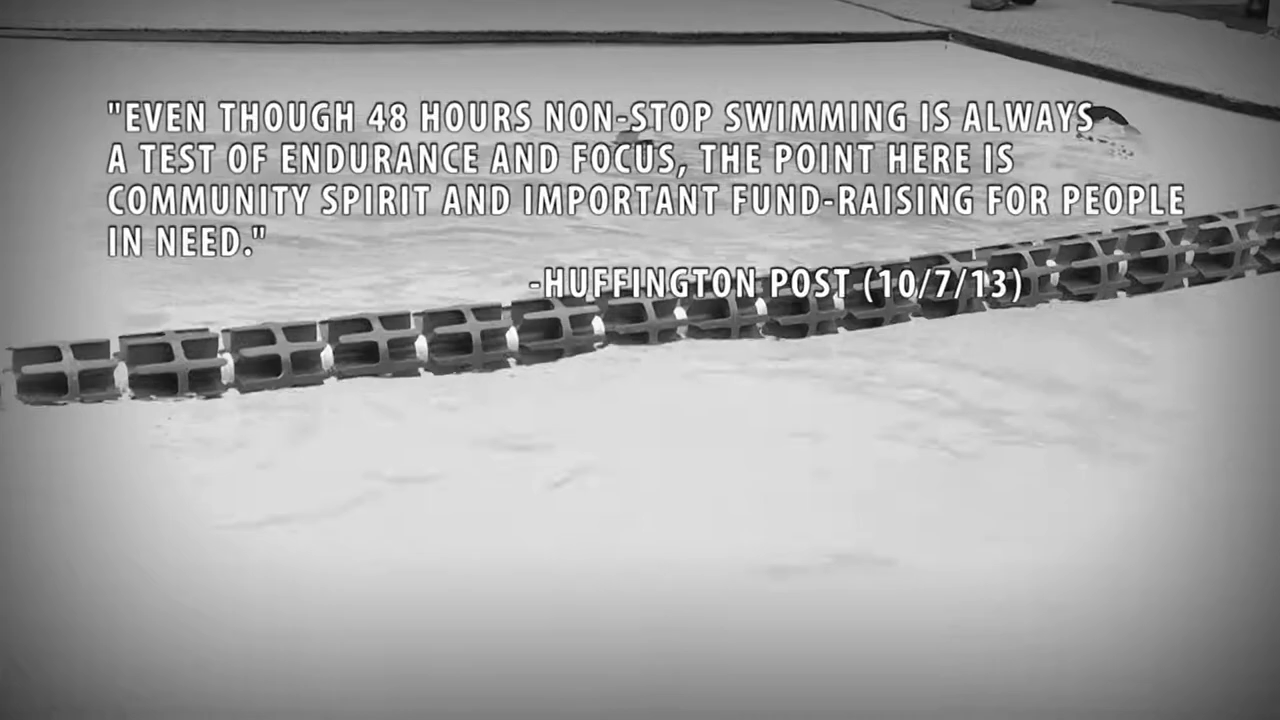 "EVEN THOUGH 48 HOURS NON-STOP SWIMMING IS ALWAYS
A TEST OF ENDURANCE AND FOCUS, THE POINT HERE IS
COMMUNITY SPIRIT AND IMPORTANT FUND-RAISING FOR PEOPLE
IN NEED."
-HUFFINGTON POST (10/7/13)